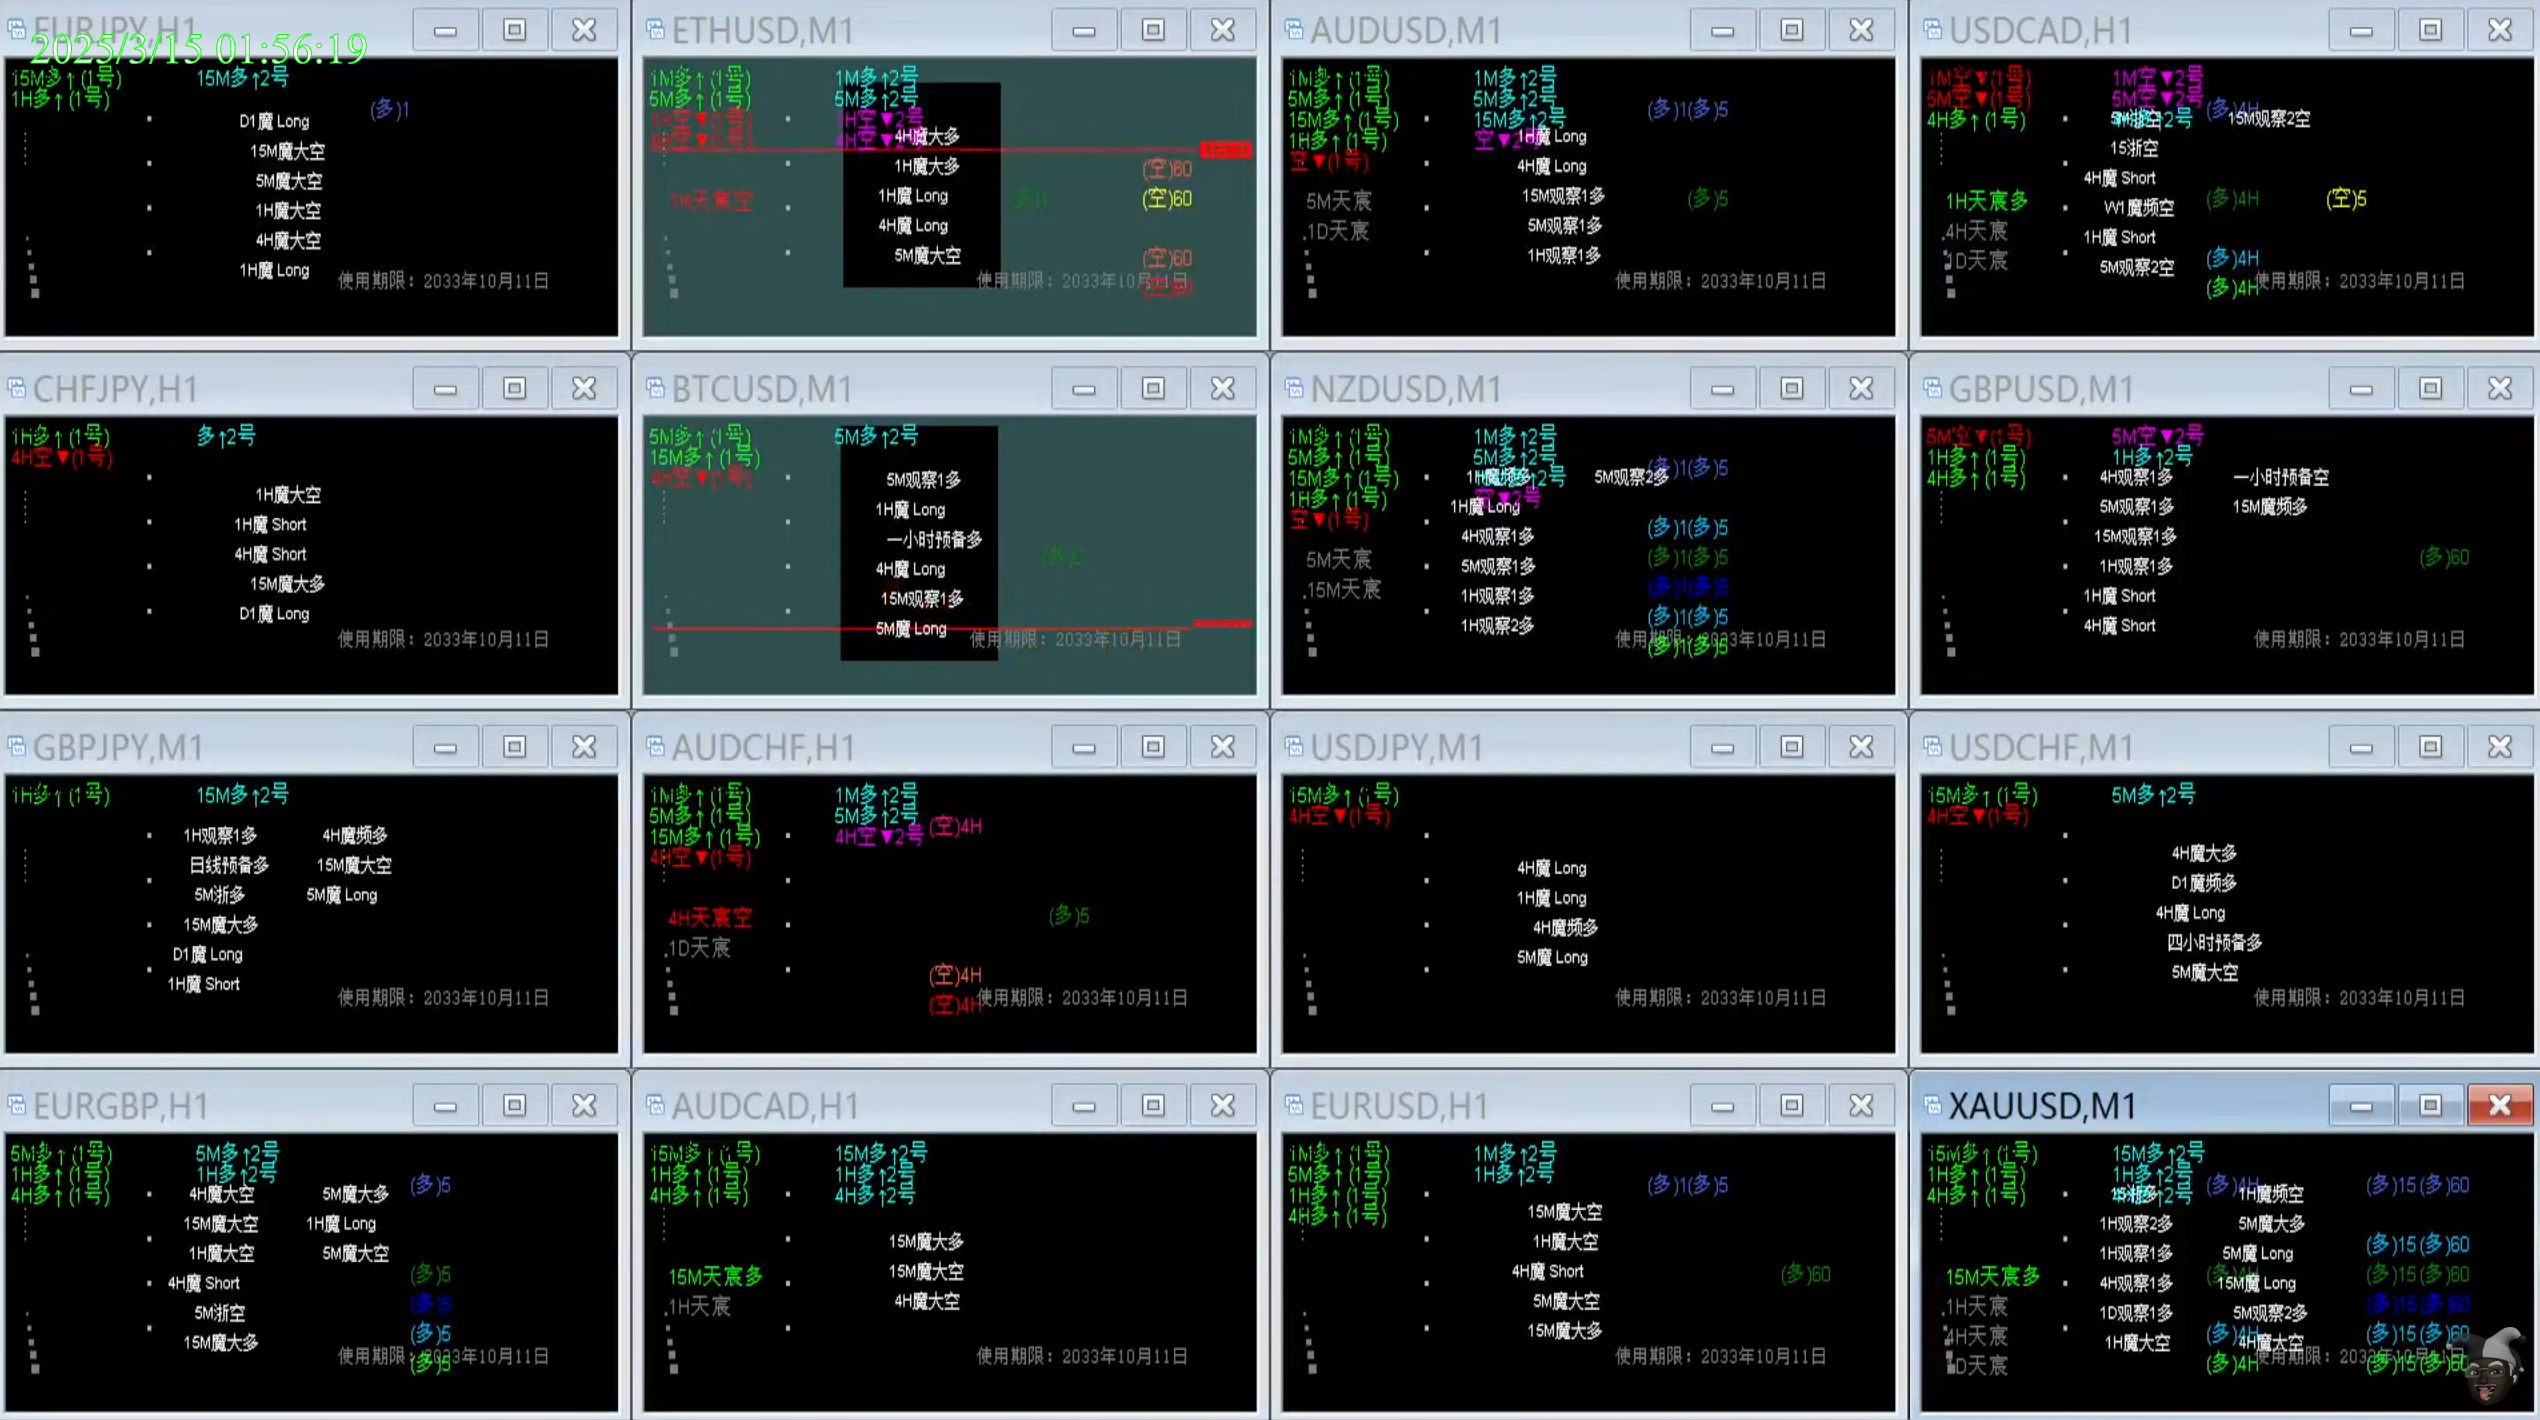 EURJPY,H1
2025/3/15 01:56:19
15M多↑(1号)
15M多↑2号
1H多↑(1号)
(多)1
D1魔 Long
15M魔大空
5M魔大空
1H魔大空
4H魔大空
1H魔 Long
使用期限：2033年10月11日
ETHUSD,M1
1M多↑(1号)
1M多↑2号
5M多↑(1号)
5M多↑2号
1H空▼(1号)
1H空▼2号
4H空▼(1号)
4H空▼2号
4H魔大多
1H魔大多
(空)60
1H天宸空
1H魔 Long
(空)60
4H魔 Long
5M魔大空
(空)60
使用期限：2033年10月11日
AUDUSD,M1
1M多↑(1号)
1M多↑2号
5M多↑(1号)
5M多↑2号
(多)1(多)5
15M多↑(1号)
15M多↑2号
1H多↑(1号)
空▼
1H魔 Long
空▼(1号)
4H魔 Long
5M天宸
15M观察1多
(多)5
.1D天宸
5M观察1多
1H观察1多
使用期限：2033年10月11日
USDCAD,H1
1M空▼(1号)
1M空▼2号
5M空▼(1号)
5M空▼2号
(多)4H
4H多↑(1号)
15M观察2空
15浙空
4H魔 Short
1H天宸多
W1魔频空
(多)4H
(空)5
.4H天宸
1H魔 Short
1D天宸
5M观察2空
(多)4H
(多)4H
使用期限：2033年10月11日
CHFJPY,H1
1H多↑(1号)
多↑2号
4H空▼(1号)
1H魔大空
1H魔 Short
4H魔 Short
15M魔大多
D1魔 Long
使用期限：2033年10月11日
BTCUSD,M1
5M多↑(1号)
5M多↑2号
15M多↑(1号)
4H空▼(1号)
5M观察1多
1H魔 Long
一小时预备多
4H魔 Long
15M观察1多
5M魔 Long
使用期限：2033年10月11日
NZDUSD,M1
1M多↑(1号)
1M多↑2号
5M多↑(1号)
5M多↑2号
15M多↑(1号)
1H魔频多
5M观察2多
(多)1(多)5
1H多↑(1号)
空▼2号
1H魔 Long
空▼(1号)
4H观察1多
(多)1(多)5
5M天宸
5M观察1多
(多)1(多)5
.15M天宸
1H观察1多
(多)1(多)5
1H观察2多
(多)1(多)5
(多)1(多)5
使用期限：2033年10月11日
GBPUSD,M1
5M空▼(1号)
5M空▼2号
1H多↑(1号)
1H多↑2号
4H多↑(1号)
4H观察1多
一小时预备空
5M观察1多
15M魔频多
15M观察1多
1H观察1多
(多)60
1H魔 Short
4H魔 Short
使用期限：2033年10月11日
GBPJPY,M1
1H多↑(1号)
15M多↑2号
1H观察1多
4H魔频多
日线预备多
15M魔大空
5M浙多
5M魔 Long
15M魔大多
D1魔 Long
1H魔 Short
使用期限：2033年10月11日
AUDCHF,H1
1M多↑(1号)
1M多↑2号
5M多↑(1号)
5M多↑2号
15M多↑(1号)
4H空▼2号
(空)4H
4H空▼(1号)
4H天宸空
(多)5
.1D天宸
(空)4H
(空)4H
使用期限：2033年10月11日
USDJPY,M1
15M多↑(1号)
4H空▼(1号)
4H魔 Long
1H魔 Long
4H魔频多
5M魔 Long
使用期限：2033年10月11日
USDCHF,M1
15M多↑(1号)
5M多↑2号
4H空▼(1号)
4H魔大多
D1魔频多
4H魔 Long
四小时预备多
5M魔大空
使用期限：2033年10月11日
EURGBP,H1
5M多↑(1号)
5M多↑2号
1H多↑(1号)
1H多↑2号
(多)5
4H多↑(1号)
4H魔大空
5M魔大多
15M魔大空
1H魔 Long
1H魔大空
5M魔大空
4H魔 Short
(多)5
5M浙空
(多)5
15M魔大多
(多)5
(多)5
使用期限：2033年10月11日
AUDCAD,H1
15M多↑(1号)
15M多↑2号
1H多↑(1号)
1H多↑2号
4H多↑(1号)
4H多↑2号
15M魔大多
15M天宸多
15M魔大空
.1H天宸
4H魔大空
使用期限：2033年10月11日
EURUSD,H1
1M多↑(1号)
1M多↑2号
5M多↑(1号)
1H多↑2号
(多)1(多)5
1H多↑(1号)
4H多↑(1号)
15M魔大空
1H魔大空
4H魔 Short
(多)60
5M魔大空
15M魔大多
使用期限：2033年10月11日
XAUUSD,M1
15M多↑(1号)
15M多↑2号
1H多↑(1号)
1H多↑2号
(多)4H
(多)15(多)60
4H多↑(1号)
1H魔频空
1H观察2多
5M魔大多
1H观察1多
5M魔 Long
(多)15(多)60
15M天宸多
4H观察1多
15M魔 Long
(多)15(多)60
.1H天宸
1D观察1多
5M观察2多
(多)15(多)60
4H天宸
1H魔大空
(多)4H
4H魔大空
(多)15(多)60
1D天宸
(多)4H
(多)15(多)60